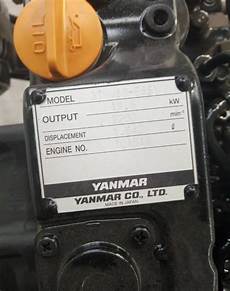 OIL
MODEL
kW
OUTPUT
min⁻¹
DISPLACEMENT ℓ
ENGINE NO.
YANMAR
YANMAR CO., LTD.
MADE IN JAPAN